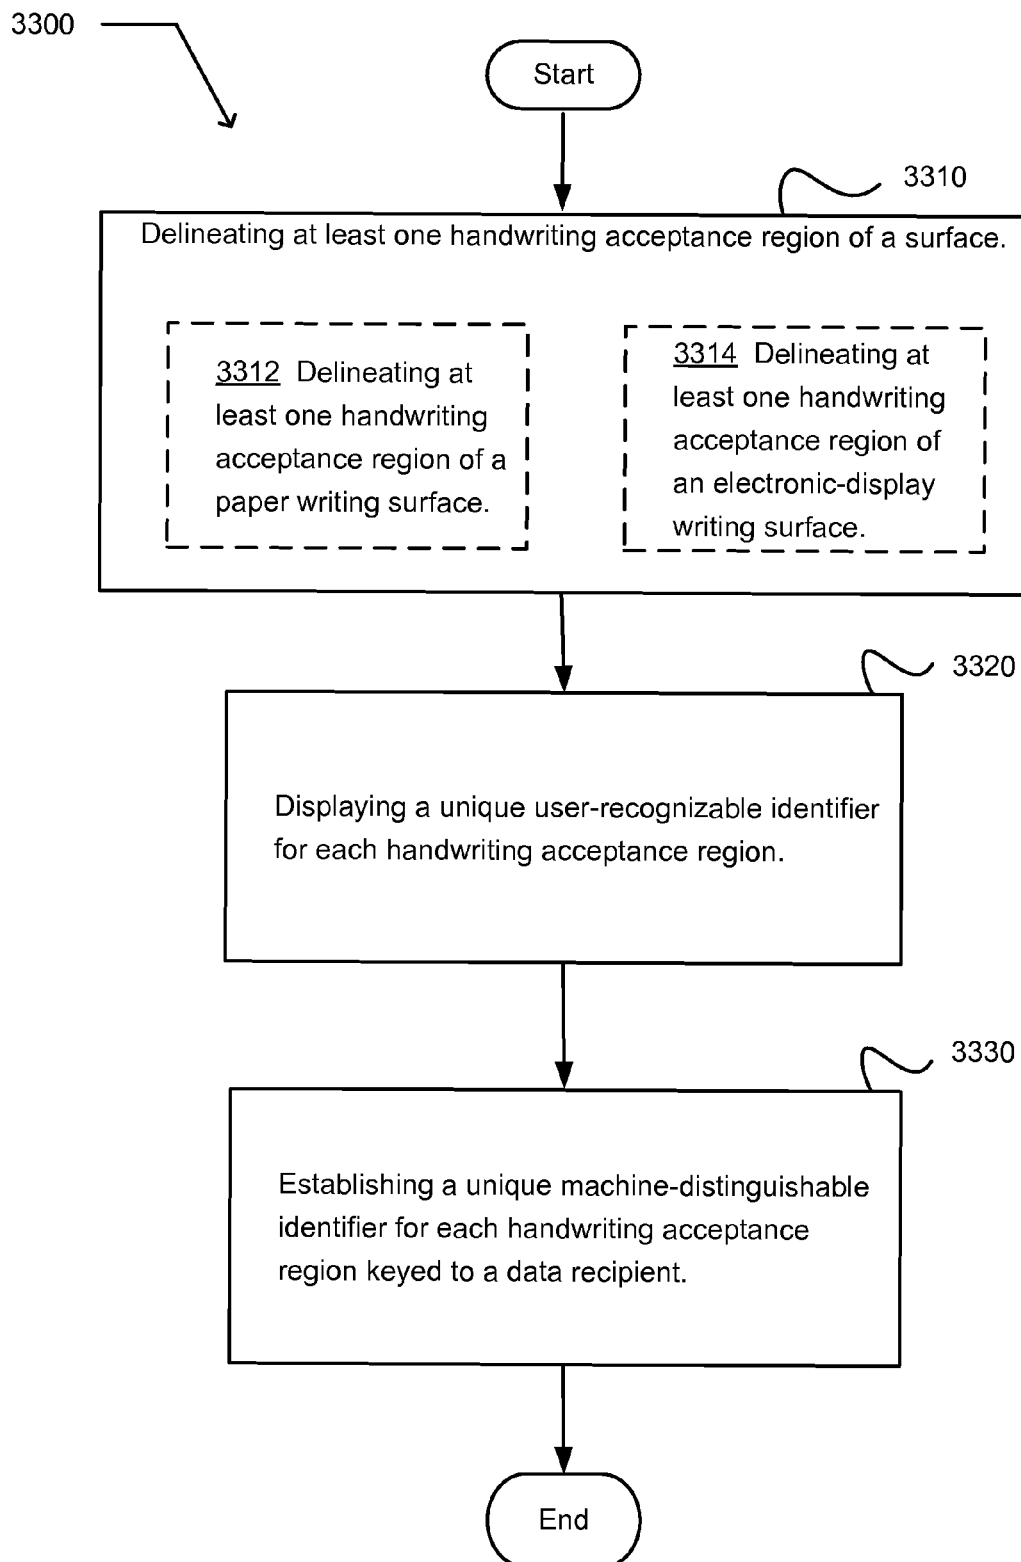 3300
Start
3310
Delineating at least one handwriting acceptance region of a surface.
3312 Delineating at
least one handwriting
acceptance region of a
paper writing surface.
3314 Delineating at
least one handwriting
acceptance region of
an electronic-display
writing surface.
3320
Displaying a unique user-recognizable identifier
for each handwriting acceptance region.
3330
Establishing a unique machine-distinguishable
identifier for each handwriting acceptance
region keyed to a data recipient.
End